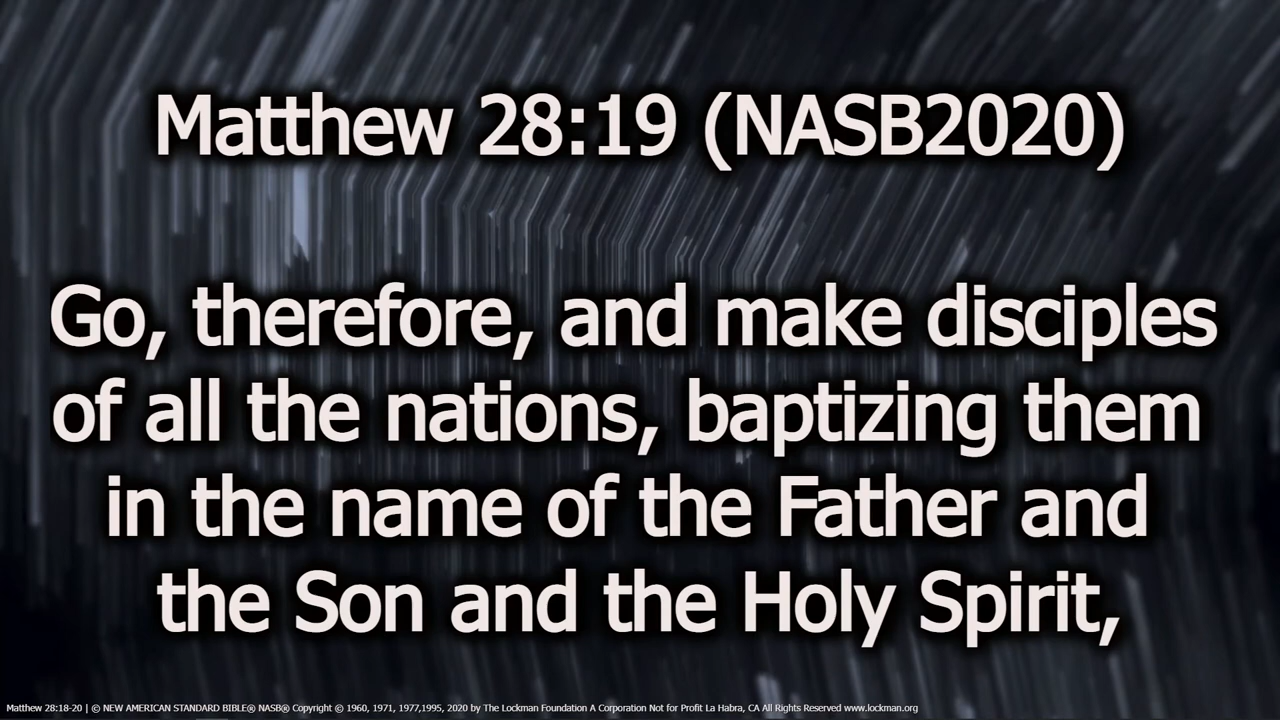 Matthew 28:19 (NASB2020)
Go, therefore, and make disciples
of all the nations, baptizing them
in the name of the Father and
the Son and the Holy Spirit,
Matthew 28:18-20 | © NEW AMERICAN STANDARD BIBLE® NASB® Copyright © 1960, 1971, 1977,1995, 2020 by The Lockman Foundation A Corporation Not for Profit La Habra, CA All Rights Reserved www.lockman.org